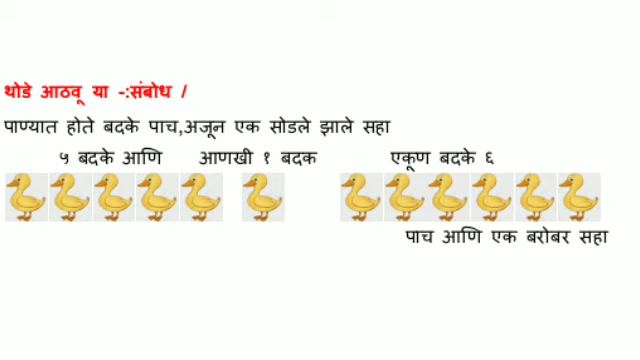 थोडे आठवू या -:संबोध /
पाण्यात होते बदके पाच,अजून एक सोडले झाले सहा
५ बदके आणि आणखी १ बदक एकूण बदके ६
पाच आणि एक बरोबर सहा